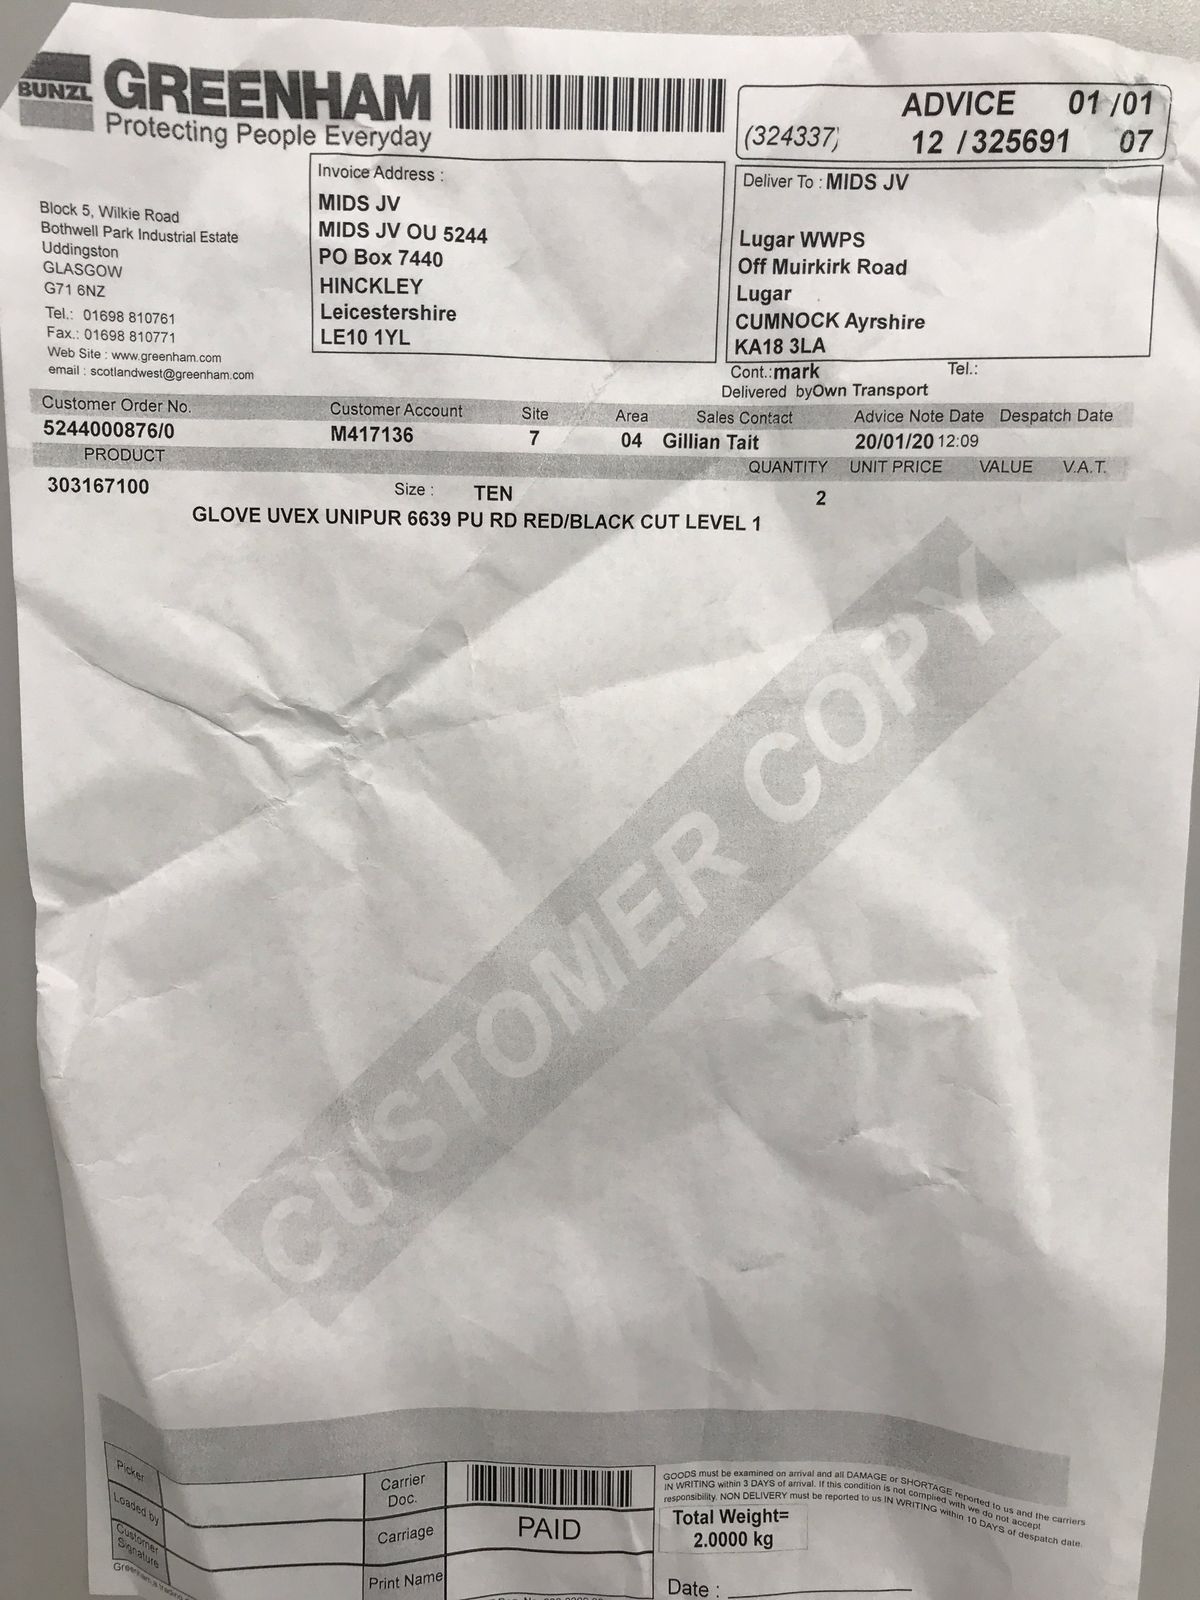 BUNZL GREENHAM
Protecting People Everyday
ADVICE 01 /01
(324337) 12 /325691 07
Block 5, Wilkie Road
Bothwell Park Industrial Estate
Uddingston
GLASGOW
G71 6NZ
Tel.: 01698 810761
Fax.: 01698 810771
Web Site : www.greenham.com
email : scotlandwest@greenham.com
Invoice Address :
MIDS JV
MIDS JV OU 5244
PO Box 7440
HINCKLEY
Leicestershire
LE10 1YL
Deliver To : MIDS JV
Lugar WWPS
Off Muirkirk Road
Lugar
CUMNOCK Ayrshire
KA18 3LA
Cont.:mark Tel.:
Delivered byOwn Transport
Customer Order No. Customer Account Site Area Sales Contact Advice Note Date Despatch Date
5244000876/0 M417136 7 04 Gillian Tait 20/01/20 12:09
PRODUCT QUANTITY UNIT PRICE VALUE V.A.T.
303167100 Size : TEN 2
GLOVE UVEX UNIPUR 6639 PU RD RED/BLACK CUT LEVEL 1
CUSTOMER COPY
Picker
Loaded by
Customer
Signature
Carrier
Doc.
Carriage PAID
Print Name
GOODS must be examined on arrival and all DAMAGE or SHORTAGE reported to us and the carriers
IN WRITING within 3 DAYS of arrival. If this condition is not complied with we do not accept
responsibility. NON DELIVERY must be reported to us IN WRITING within 10 DAYS of despatch date.
Total Weight=
2.0000 kg
Date :
Greenham is trading